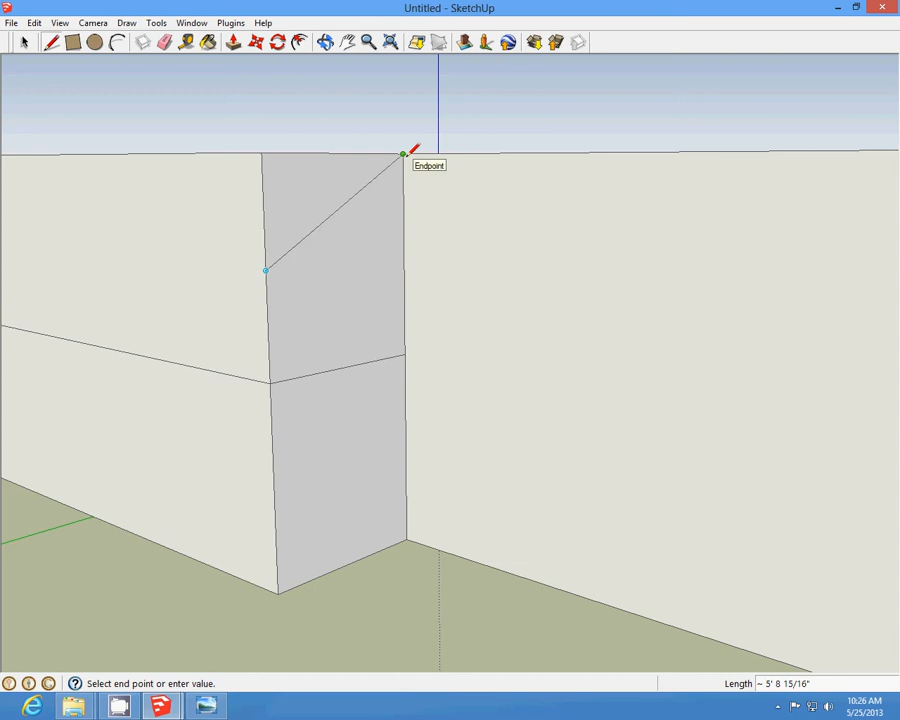 Untitled - SketchUp
File Edit View Camera Draw Tools Window Plugins Help
Endpoint
Select end point or enter value.
Length ~ 5' 8 15/16"
10:26 AM
5/25/2013